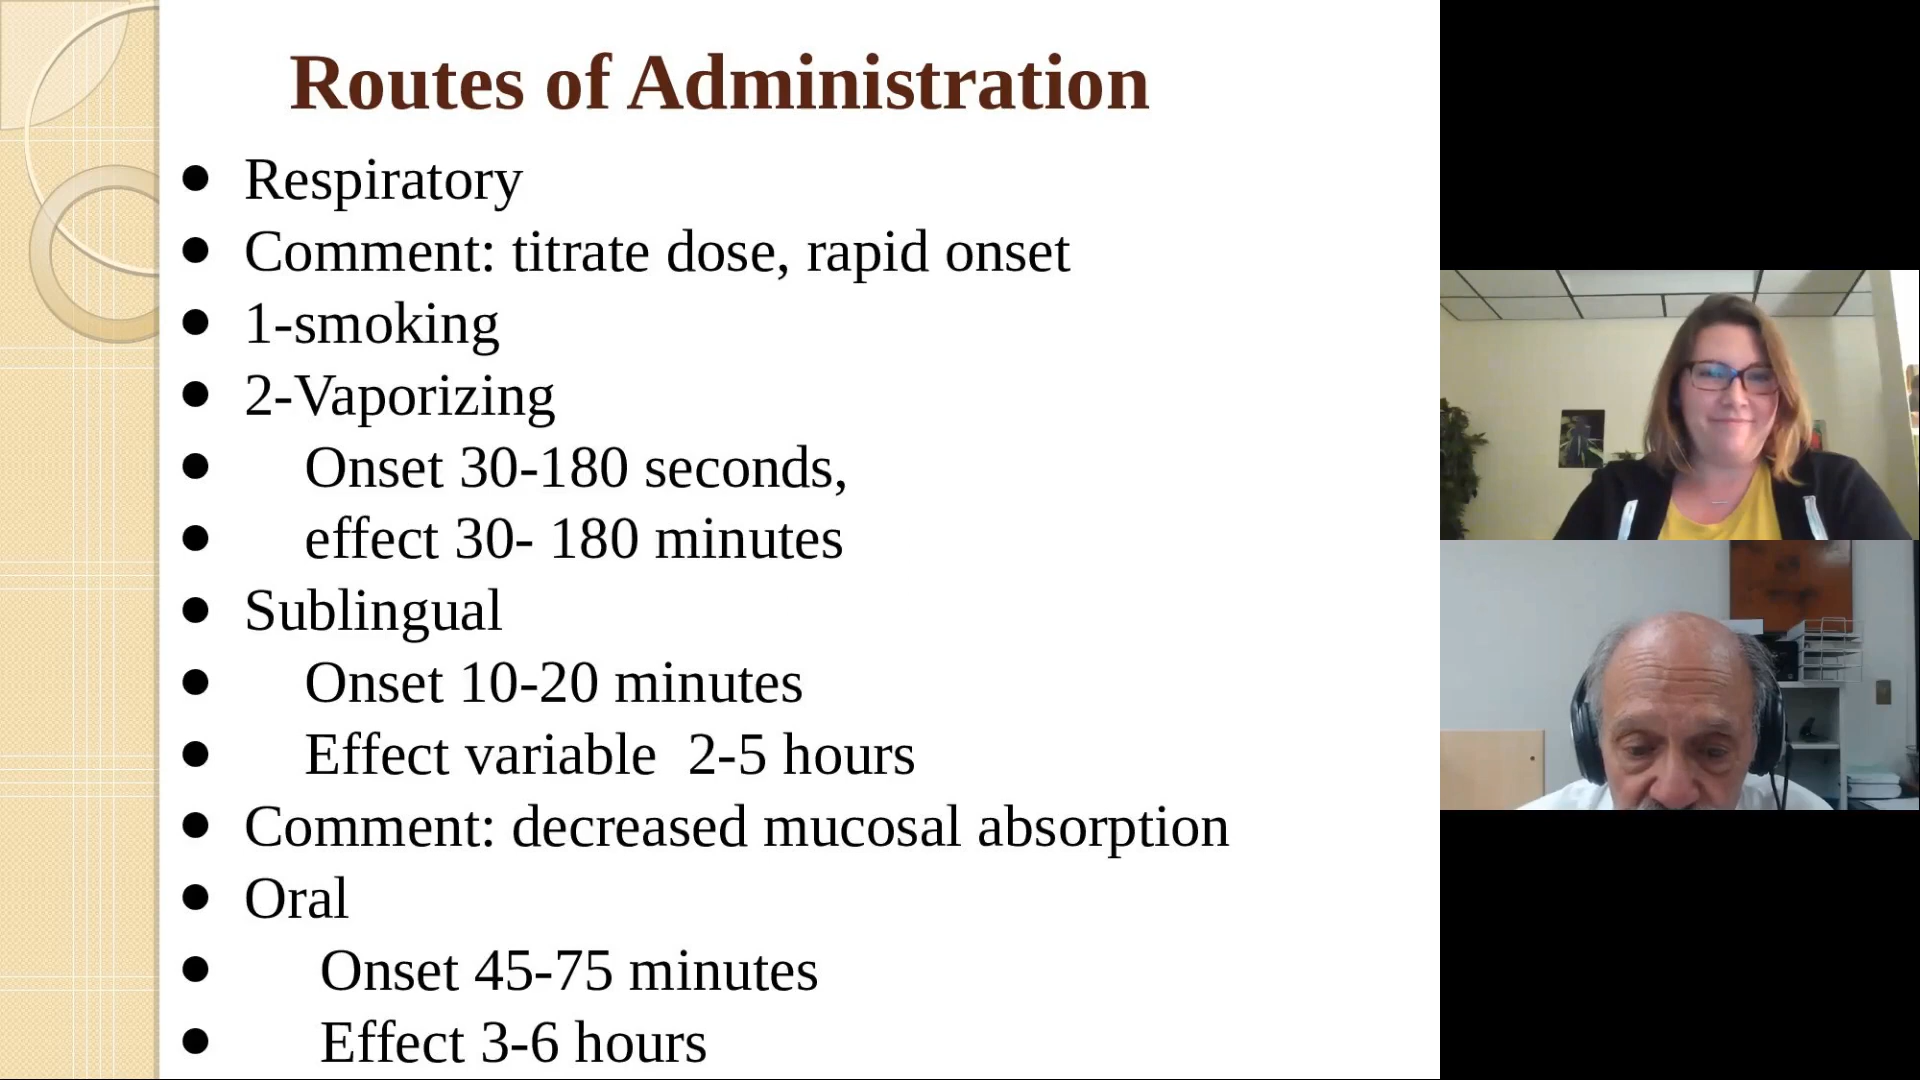 Routes of Administration
● Respiratory
● Comment: titrate dose, rapid onset
● 1-smoking
● 2-Vaporizing
● Onset 30-180 seconds,
● effect 30- 180 minutes
● Sublingual
● Onset 10-20 minutes
● Effect variable  2-5 hours
● Comment: decreased mucosal absorption
● Oral
● Onset 45-75 minutes
● Effect 3-6 hours